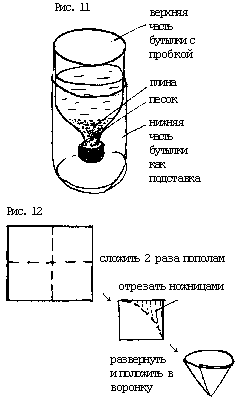 Рис. 11
верхняя
часть
бутылки с
пробкой
глина
песок
нижняя
часть
бутылки
как
подставка
Рис. 12
сложить 2 раза пополам
отрезать ножницами
развернуть
и положить в
воронку